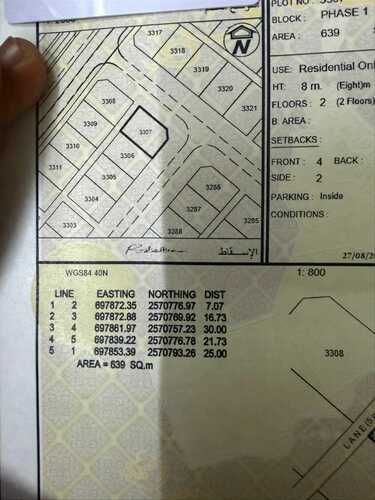 PLOT NO : 3307
BLOCK : PHASE 1
AREA : 639
USE: Residential Onl
HT: 8 m. (Eight)m
FLOORS : 2 (2 Floors)
B. AREA :
SETBACKS :
FRONT : 4 BACK :
SIDE : 2
PARKING : Inside
CONDITIONS :
27/08/2
3317
3318
3319
3320
3321
3308
3309
3307
3310
3306
3311
3305
3304
3303
3286
3287
3285
3288
N
الإسقاط
WGS84 40N
1: 800
LINE EASTING NORTHING DIST
1 2 697872.35 2570776.97 7.07
2 3 697872.88 2570769.92 16.73
3 4 697861.97 2570757.23 30.00
4 5 697839.22 2570776.78 21.73
5 1 697853.39 2570793.26 25.00
AREA = 639 SQ.m
3308
LANE (5